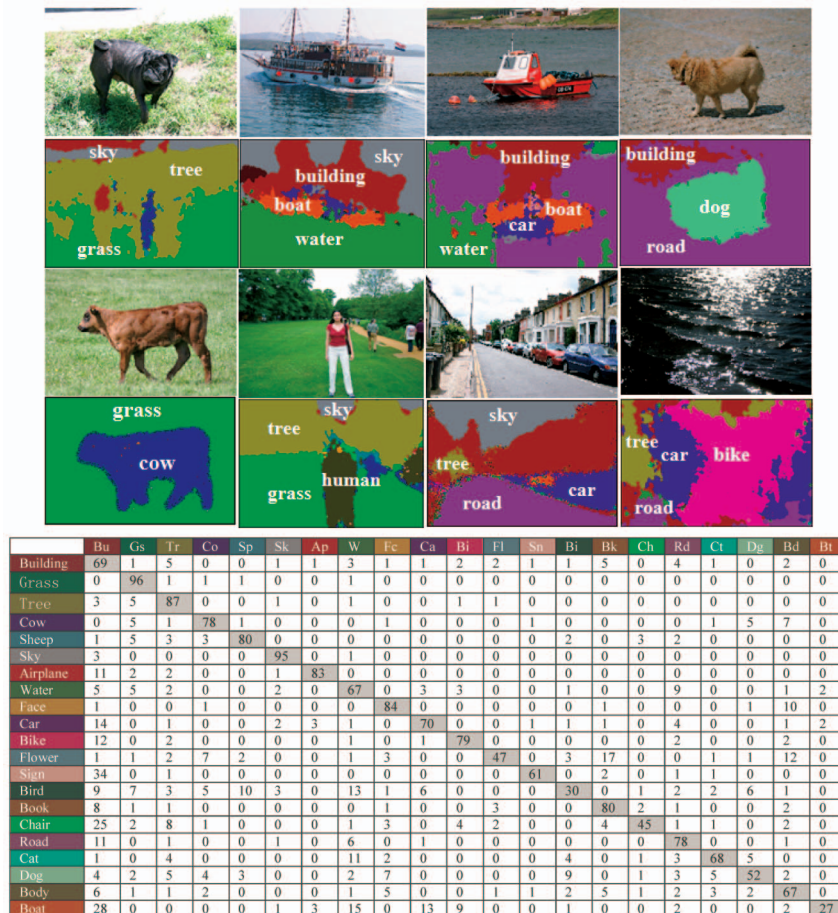 sky
tree
grass
sky
building
boat
water
building
boat
car
water
building
dog
road
grass
cow
sky
tree
human
grass
sky
tree
car
road
tree
car
bike
road
Bu Gs Tr Co Sp Sk Ap W Fc Ca Bi Fl Sn Bi Bk Ch Rd Ct Dg Bd Bt
Building 69 1 5 0 0 1 1 3 1 1 2 2 1 1 5 0 4 1 0 2 0
Grass 0 96 1 1 1 0 0 1 0 0 0 0 0 0 0 0 0 0 0 0 0
Tree 3 5 87 0 0 1 0 1 0 0 1 1 0 0 0 0 0 0 0 0 0
Cow 0 5 1 78 1 0 0 0 1 0 0 0 1 0 0 0 0 1 5 7 0
Sheep 1 5 3 3 80 0 0 0 0 0 0 0 0 2 0 3 2 0 0 0 0
Sky 3 0 0 0 0 95 0 1 0 0 0 0 0 0 0 0 0 0 0 0 0
Airplane 11 2 2 0 0 1 83 0 0 0 0 0 0 0 0 0 0 0 0 0 0
Water 5 5 2 0 0 2 0 67 0 3 3 0 0 1 0 0 9 0 0 1 2
Face 1 0 0 1 0 0 0 0 84 0 0 0 0 0 1 0 0 0 1 10 0
Car 14 0 1 0 0 2 3 1 0 70 0 0 1 1 1 0 4 0 0 1 2
Bike 12 0 2 0 0 0 0 1 0 1 79 0 0 0 0 0 2 0 0 2 0
Flower 1 1 2 7 2 0 0 1 3 0 0 47 0 3 17 0 0 1 1 12 0
Sign 34 0 1 0 0 0 0 0 0 0 0 0 61 0 2 0 1 1 0 0 0
Bird 9 7 3 5 10 3 0 13 1 6 0 0 0 30 0 1 2 2 6 1 0
Book 8 1 1 0 0 0 0 0 1 0 0 3 0 0 80 2 1 0 0 2 0
Chair 25 2 8 1 0 0 0 1 3 0 4 2 0 0 4 45 1 1 0 2 0
Road 11 0 1 0 0 1 0 6 0 1 0 0 0 0 0 0 78 0 0 1 0
Cat 1 0 4 0 0 0 0 11 2 0 0 0 0 4 0 1 3 68 5 0 0
Dog 4 2 5 4 3 0 0 2 7 0 0 0 0 9 0 1 3 5 52 2 0
Body 6 1 1 2 0 0 0 1 5 0 0 1 1 2 5 1 2 3 2 67 0
Boat 28 0 0 0 0 1 3 15 0 13 9 0 0 1 0 0 2 0 0 2 27